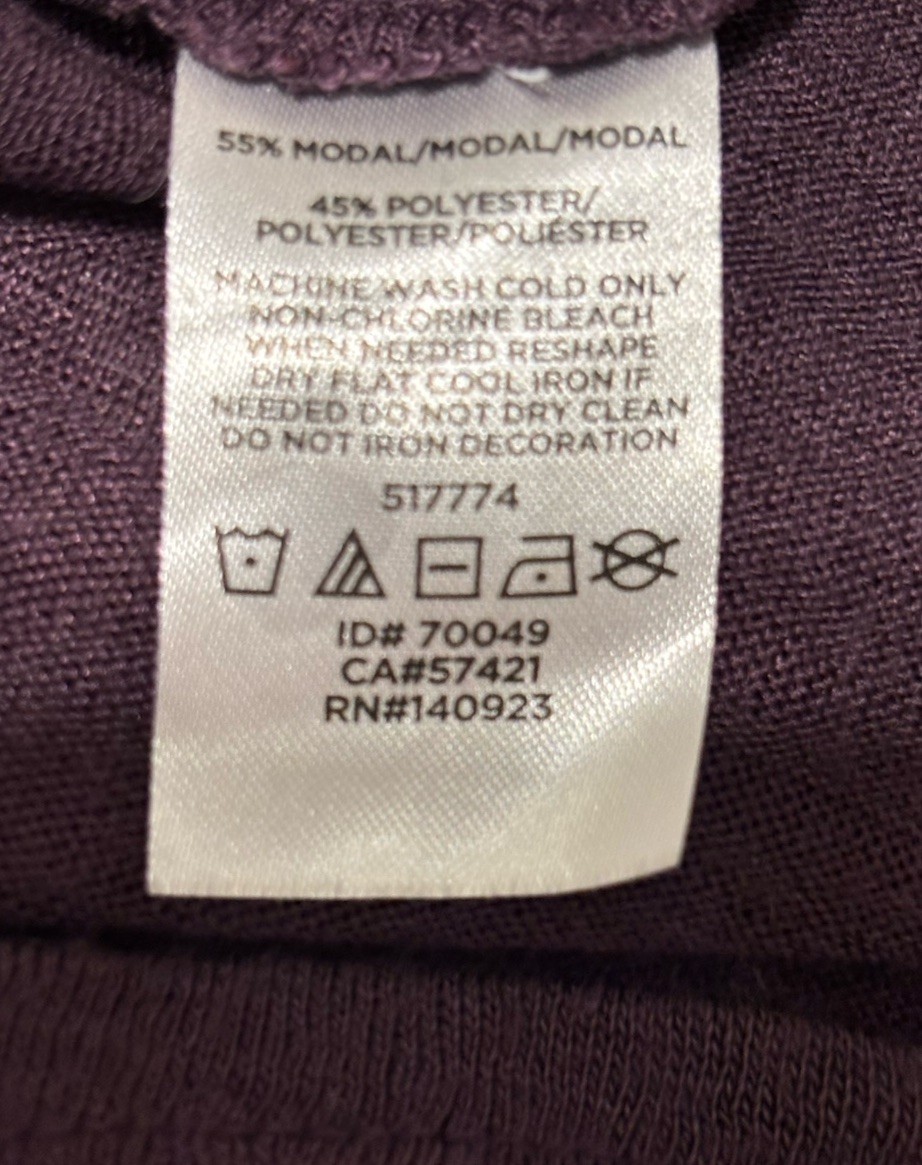 55% MODAL/MODAL/MODAL
45% POLYESTER/
POLYESTER/POLIÉSTER
MACHINE WASH COLD ONLY
NON-CHLORINE BLEACH
WHEN NEEDED RESHAPE
DRY FLAT COOL IRON IF
NEEDED DO NOT DRY CLEAN
DO NOT IRON DECORATION
517774
ID# 70049
CA#57421
RN#140923